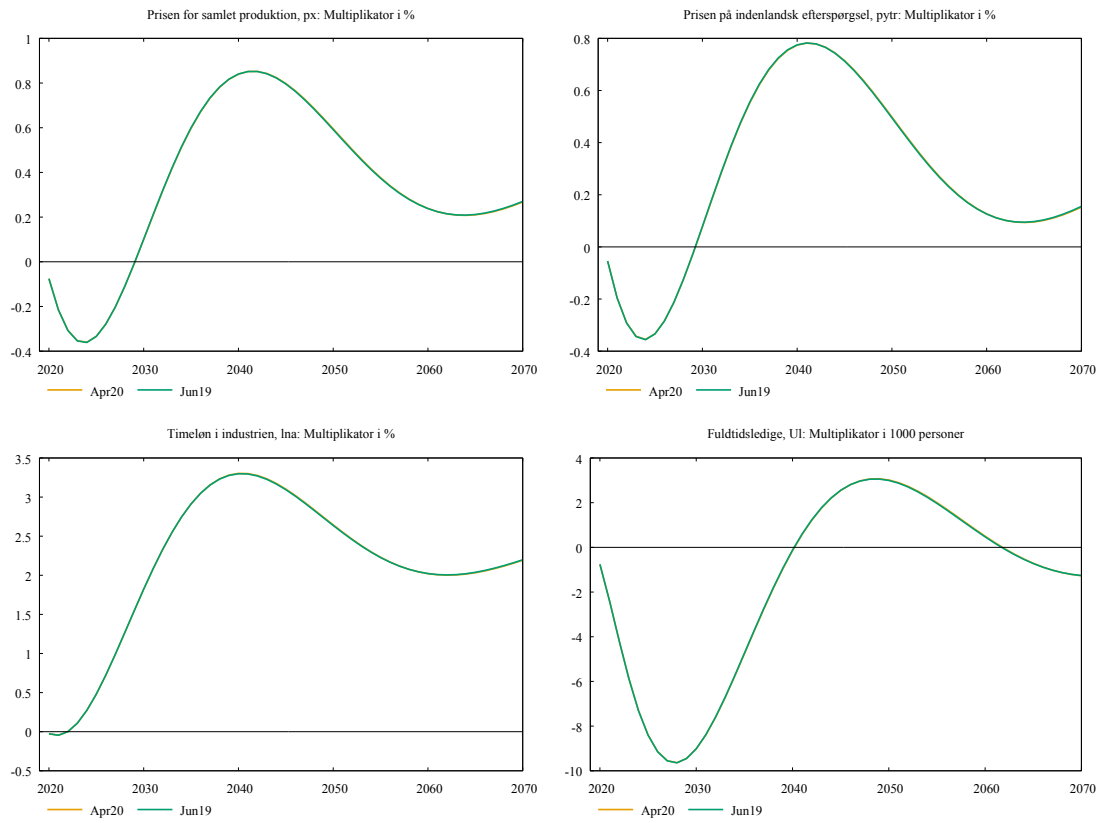 Prisen for samlet produktion, px: Multiplikator i %
1
0.8
0.6
0.4
0.2
0
-0.2
-0.4
2020 2030 2040 2050 2060 2070
Apr20 Jun19
Prisen på indenlandsk efterspørgsel, pytr: Multiplikator i %
0.8
0.6
0.4
0.2
0
-0.2
-0.4
2020 2030 2040 2050 2060 2070
Apr20 Jun19
Timeløn i industrien, lna: Multiplikator i %
3.5
3
2.5
2
1.5
1
0.5
0
-0.5
2020 2030 2040 2050 2060 2070
Apr20 Jun19
Fuldtidsledige, Ul: Multiplikator i 1000 personer
4
2
0
-2
-4
-6
-8
-10
2020 2030 2040 2050 2060 2070
Apr20 Jun19